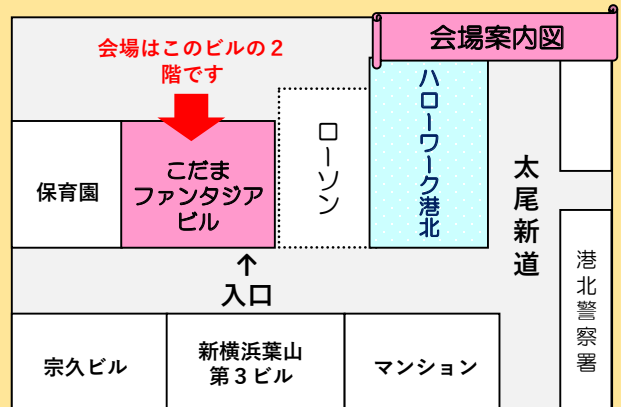 会場案内図
会場はこのビルの２
階です
ハローワーク港北
ローソン
保育園
こだま
ファンタジア
ビル
太尾新道
↑
入口
港北警察署
宗久ビル
新横浜葉山
第３ビル
マンション